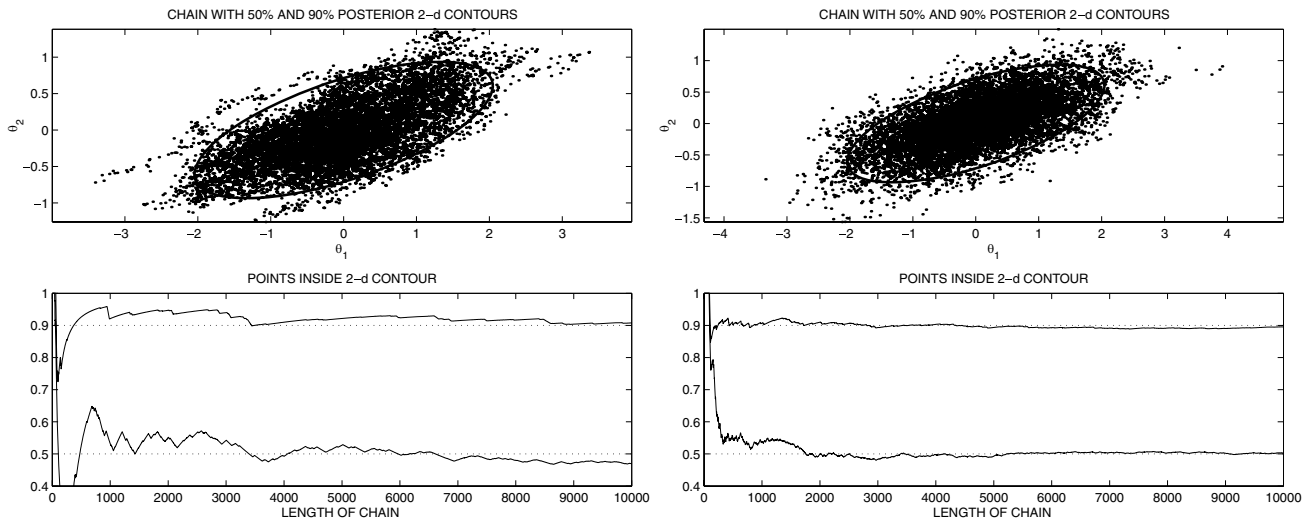 CHAIN WITH 50% AND 90% POSTERIOR 2−d CONTOURS
1
0.5
0
−0.5
−1
θ2
−3 −2 −1 0 1 2 3
θ1
CHAIN WITH 50% AND 90% POSTERIOR 2−d CONTOURS
1
0.5
0
−0.5
−1
−1.5
θ2
−4 −3 −2 −1 0 1 2 3 4
θ1
POINTS INSIDE 2−d CONTOUR
1
0.9
0.8
0.7
0.6
0.5
0.4
0 1000 2000 3000 4000 5000 6000 7000 8000 9000 10000
LENGTH OF CHAIN
POINTS INSIDE 2−d CONTOUR
1
0.9
0.8
0.7
0.6
0.5
0.4
0 1000 2000 3000 4000 5000 6000 7000 8000 9000 10000
LENGTH OF CHAIN